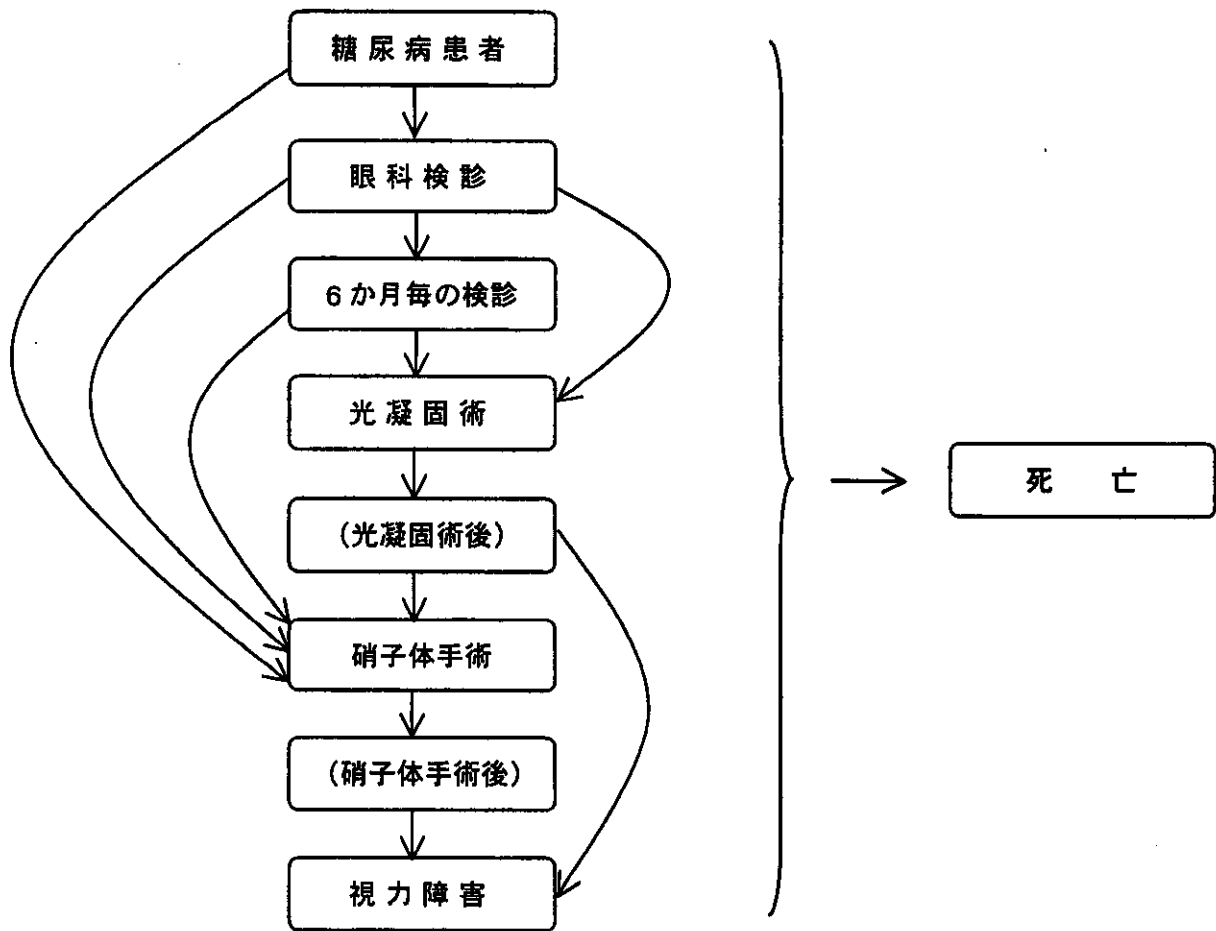 糖尿病患者
眼科検診
6か月毎の検診
光凝固術
(光凝固術後)
硝子体手術
(硝子体手術後)
視力障害
死亡